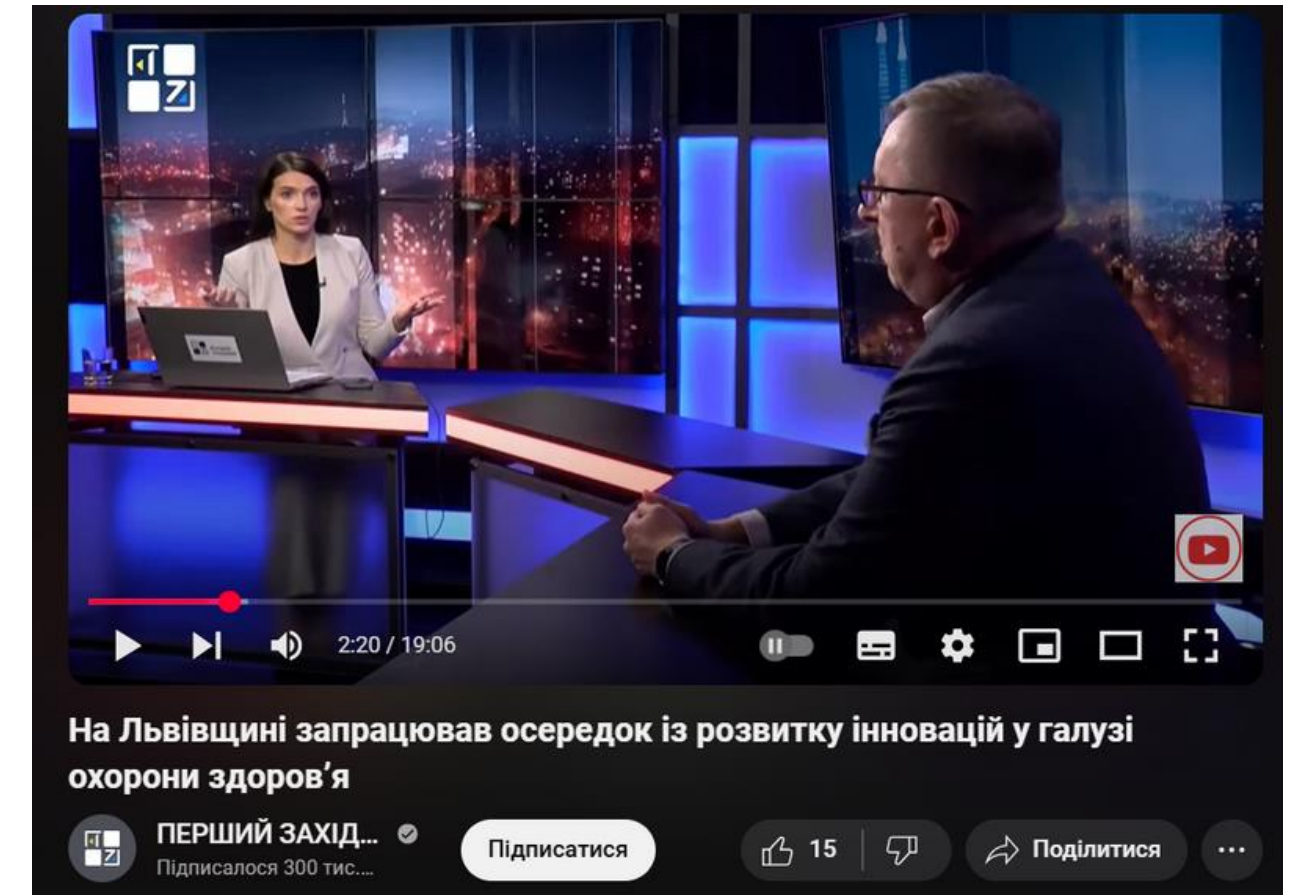 2:20 / 19:06
На Львівщині запрацював осередок із розвитку інновацій у галузі
охорони здоров’я
ПЕРШИЙ ЗАХІД...
Підписалося 300 тис....
Підписатися
15
Поділитися